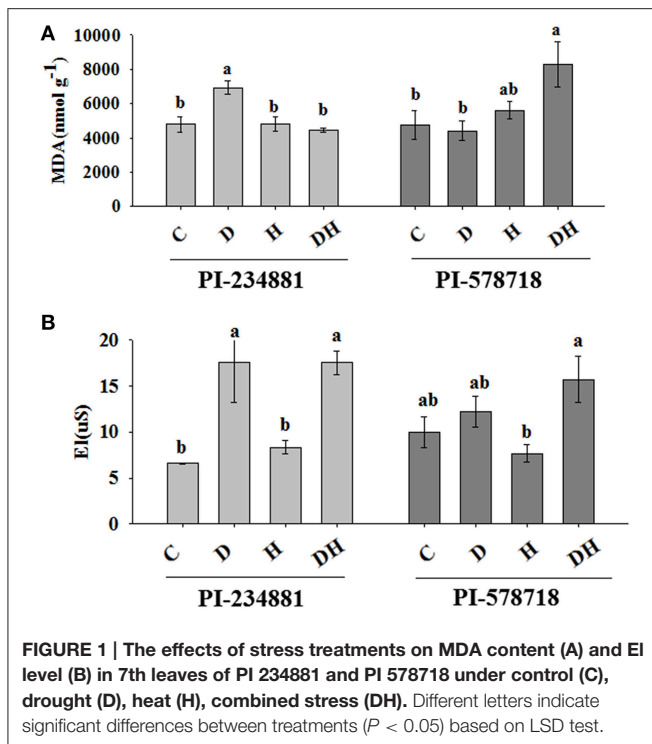 A
10000
8000
6000
4000
2000
0
MDA(nmol g⁻¹)
b a b b b b ab a
C D H DH C D H DH
PI-234881 PI-578718
B
20
15
10
5
0
El(uS)
b a b a ab ab b a
C D H DH C D H DH
PI-234881 PI-578718
FIGURE 1 | The effects of stress treatments on MDA content (A) and El
level (B) in 7th leaves of PI 234881 and PI 578718 under control (C),
drought (D), heat (H), combined stress (DH). Different letters indicate
significant differences between treatments (P < 0.05) based on LSD test.